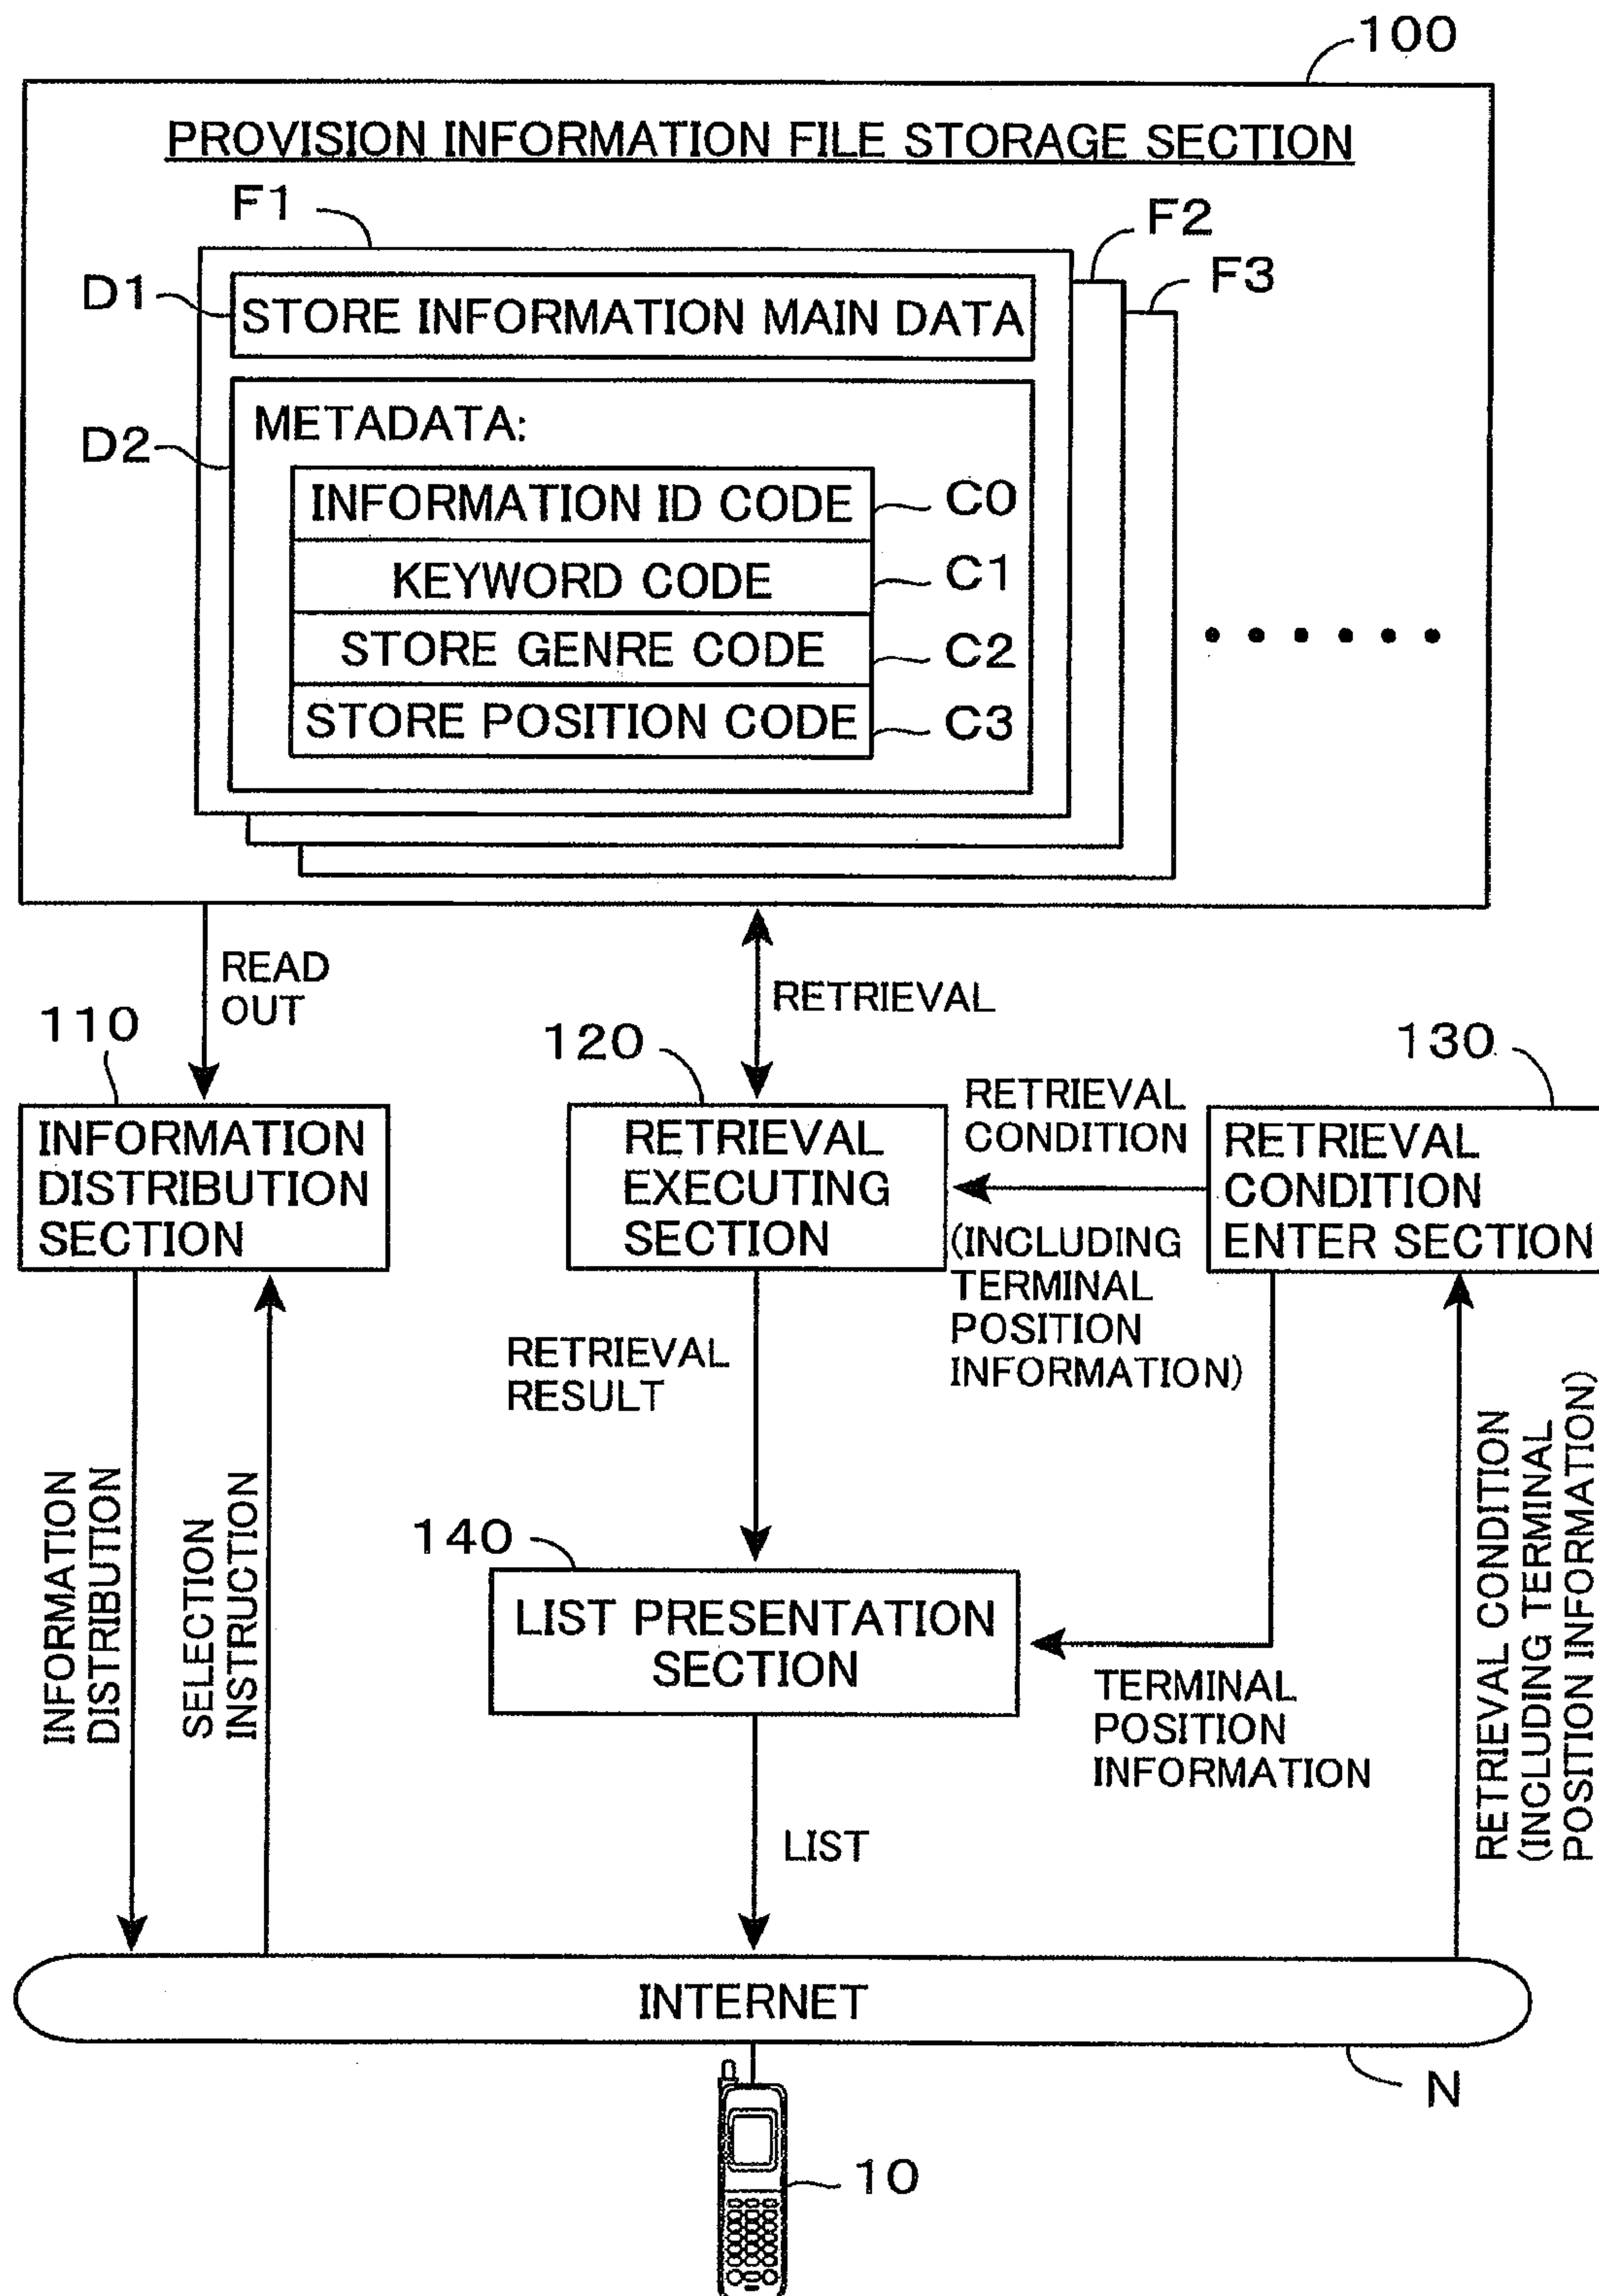 100
PROVISION INFORMATION FILE STORAGE SECTION
F1
F2
F3
D1
STORE INFORMATION MAIN DATA
D2
METADATA:
INFORMATION ID CODE
C0
KEYWORD CODE
C1
STORE GENRE CODE
C2
STORE POSITION CODE
C3
READ
OUT
RETRIEVAL
110
120
130
INFORMATION
DISTRIBUTION
SECTION
RETRIEVAL
EXECUTING
SECTION
RETRIEVAL
CONDITION
(INCLUDING
TERMINAL
POSITION
INFORMATION)
RETRIEVAL
CONDITION
ENTER SECTION
RETRIEVAL
RESULT
INFORMATION
DISTRIBUTION
SELECTION
INSTRUCTION
140
LIST PRESENTATION
SECTION
TERMINAL
POSITION
INFORMATION
RETRIEVAL CONDITION
(INCLUDING TERMINAL
POSITION INFORMATION)
LIST
INTERNET
N
10